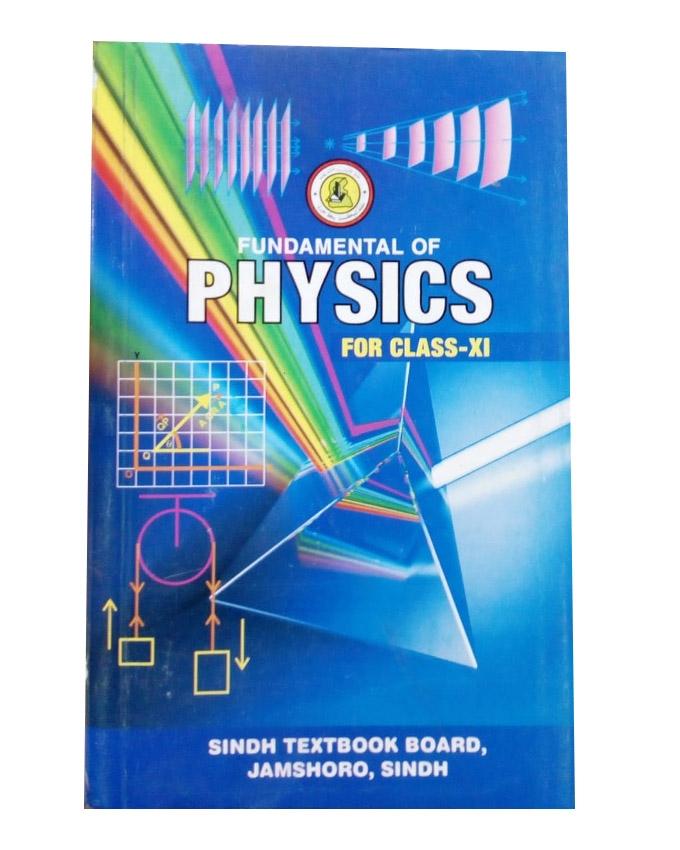 FUNDAMENTAL OF
PHYSICS
FOR CLASS-XI
Y
P
O
O
SINDH TEXTBOOK BOARD,
JAMSHORO, SINDH